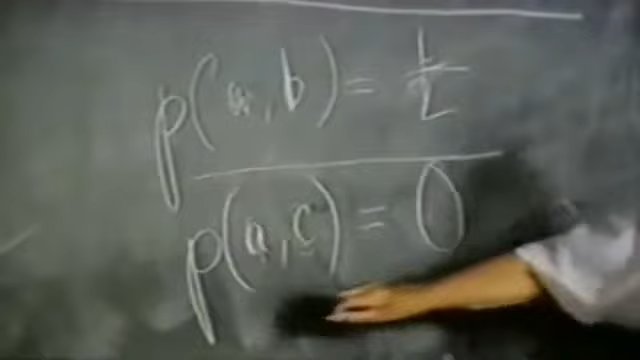 p(a,b) = 1/2
p(a,c) = 0